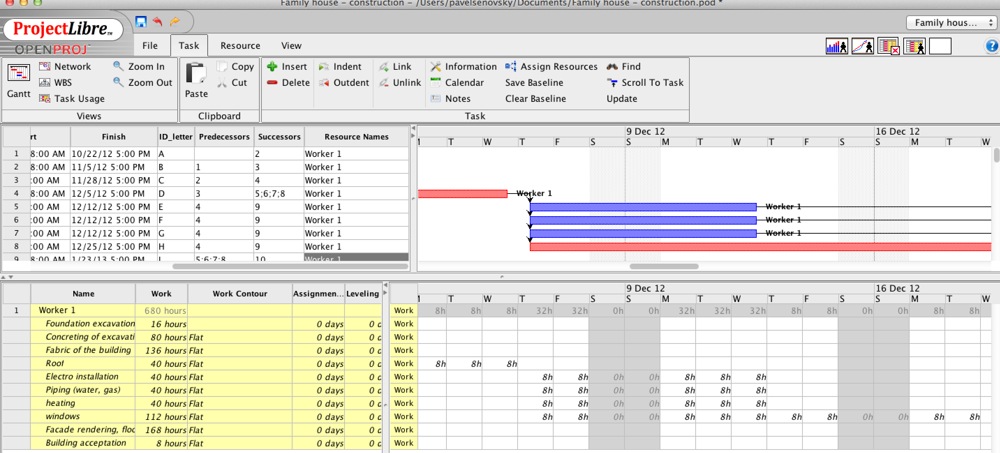 Family house – construction – /Users/pavelsenovsky/Documents/Family house – construction.pod *
ProjectLibre™
OPENPROJ
Family hous...
File Task Resource View
Gantt
Network
WBS
Task Usage
Zoom In
Zoom Out
Views
Paste
Copy
Cut
Clipboard
Insert
Delete
Indent
Outdent
Link
Unlink
Information
Calendar
Notes
Assign Resources
Save Baseline
Clear Baseline
Find
Scroll To Task
Update
Task
rt Finish ID_letter Predecessors Successors Resource Names
1 8:00 AM 10/22/12 5:00 PM A 2 Worker 1
2 8:00 AM 11/5/12 5:00 PM B 1 3 Worker 1
3 :00 AM 11/28/12 5:00 PM C 2 4 Worker 1
4 8:00 AM 12/5/12 5:00 PM D 3 5;6;7;8 Worker 1
5 :00 AM 12/12/12 5:00 PM E 4 9 Worker 1
6 :00 AM 12/12/12 5:00 PM F 4 9 Worker 1
7 :00 AM 12/12/12 5:00 PM G 4 9 Worker 1
8 :00 AM 12/25/12 5:00 PM H 4 9 Worker 1
9 8:00 AM 1/23/13 5:00 PM I 5;6;7;8 10 Worker 1
9 Dec 12 16 Dec 12
T W T F S S M T W T F S S M T W
Worker 1
Worker 1
Worker 1
Worker 1
Name Work Work Contour Assignmen... Leveling
9 Dec 12 16 Dec 12
T W T F S S M T W T F S S M T W
1 Worker 1 680 hours Work 8h 8h 8h 32h 32h 0h 0h 32h 32h 32h 8h 8h 0h 0h 8h 8h
Foundation excavation 16 hours 0 days 0 d Work
Concreting of excavati 80 hours Flat 0 days 0 d Work
Fabric of the building 136 hours Flat 0 days 0 d Work
Roof 40 hours Flat 0 days 0 d Work 8h 8h 8h
Electro installation 40 hours Flat 0 days 0 d Work 8h 8h 0h 0h 8h 8h 8h
Piping (water, gas) 40 hours Flat 0 days 0 d Work 8h 8h 0h 0h 8h 8h 8h
heating 40 hours Flat 0 days 0 d Work 8h 8h 0h 0h 8h 8h 8h
windows 112 hours Flat 0 days 0 d Work 8h 8h 0h 0h 8h 8h 8h 8h 8h 0h 0h 8h 8h
Facade rendering, floo 168 hours Flat 0 days 0 d Work
Building acceptation 8 hours Flat 0 days 0 d Work